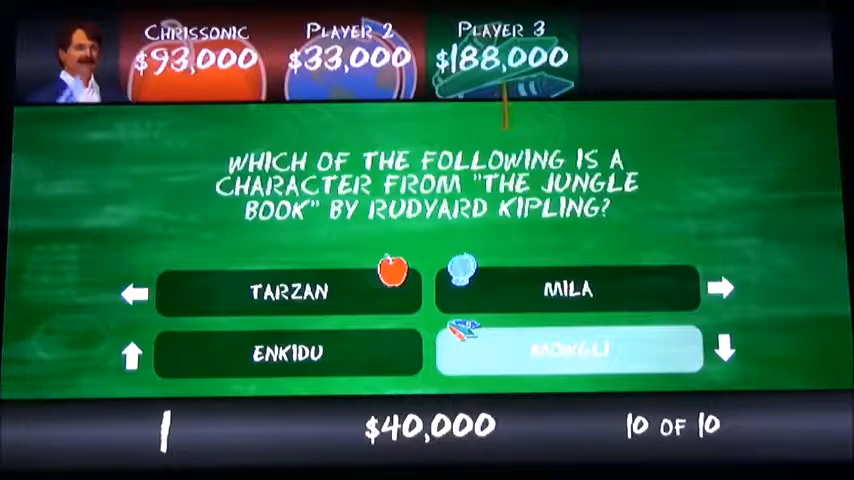 CHRISSONIC
$93,000
PLAYER 2
$33,000
PLAYER 3
$188,000
WHICH OF THE FOLLOWING IS A
CHARACTER FROM "THE JUNGLE
BOOK" BY RUDYARD KIPLING?
TARZAN
MILA
ENKIDU
MOWGLI
1
$40,000
10 OF 10